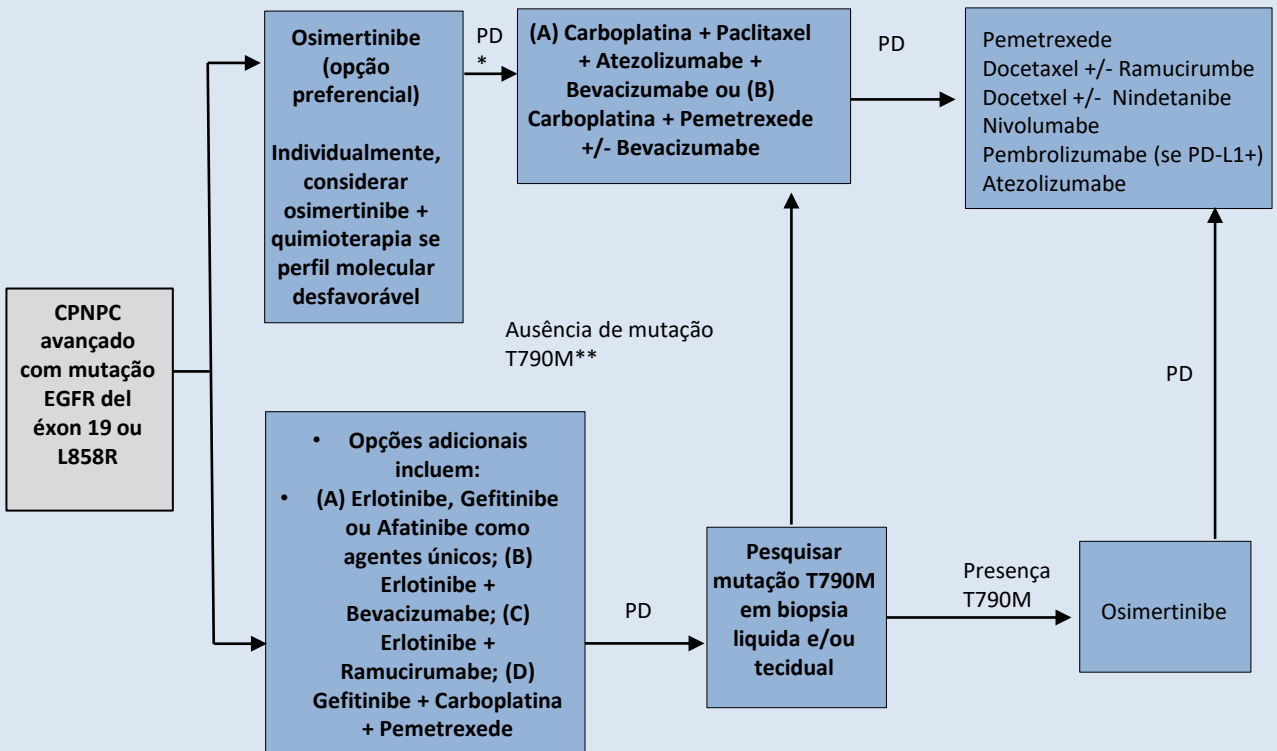 CPNPC
avançado
com mutação
EGFR del
éxon 19 ou
L858R
Osimertinibe
(opção
preferencial)
Individualmente,
considerar
osimertinibe +
quimioterapia se
perfil molecular
desfavorável
PD
*
(A) Carboplatina + Paclitaxel
+ Atezolizumabe +
Bevacizumabe ou (B)
Carboplatina + Pemetrexede
+/- Bevacizumabe
PD
Pemetrexede
Docetaxel +/- Ramucirumbe
Docetxel +/- Nindetanibe
Nivolumabe
Pembrolizumabe (se PD-L1+)
Atezolizumabe
Ausência de mutação
T790M**
PD
• Opções adicionais
incluem:
• (A) Erlotinibe, Gefitinibe
ou Afatinibe como
agentes únicos; (B)
Erlotinibe +
Bevacizumabe; (C)
Erlotinibe +
Ramucirumabe; (D)
Gefitinibe + Carboplatina
+ Pemetrexede
PD
Pesquisar
mutação T790M
em biopsia
liquida e/ou
tecidual
Presença
T790M
Osimertinibe